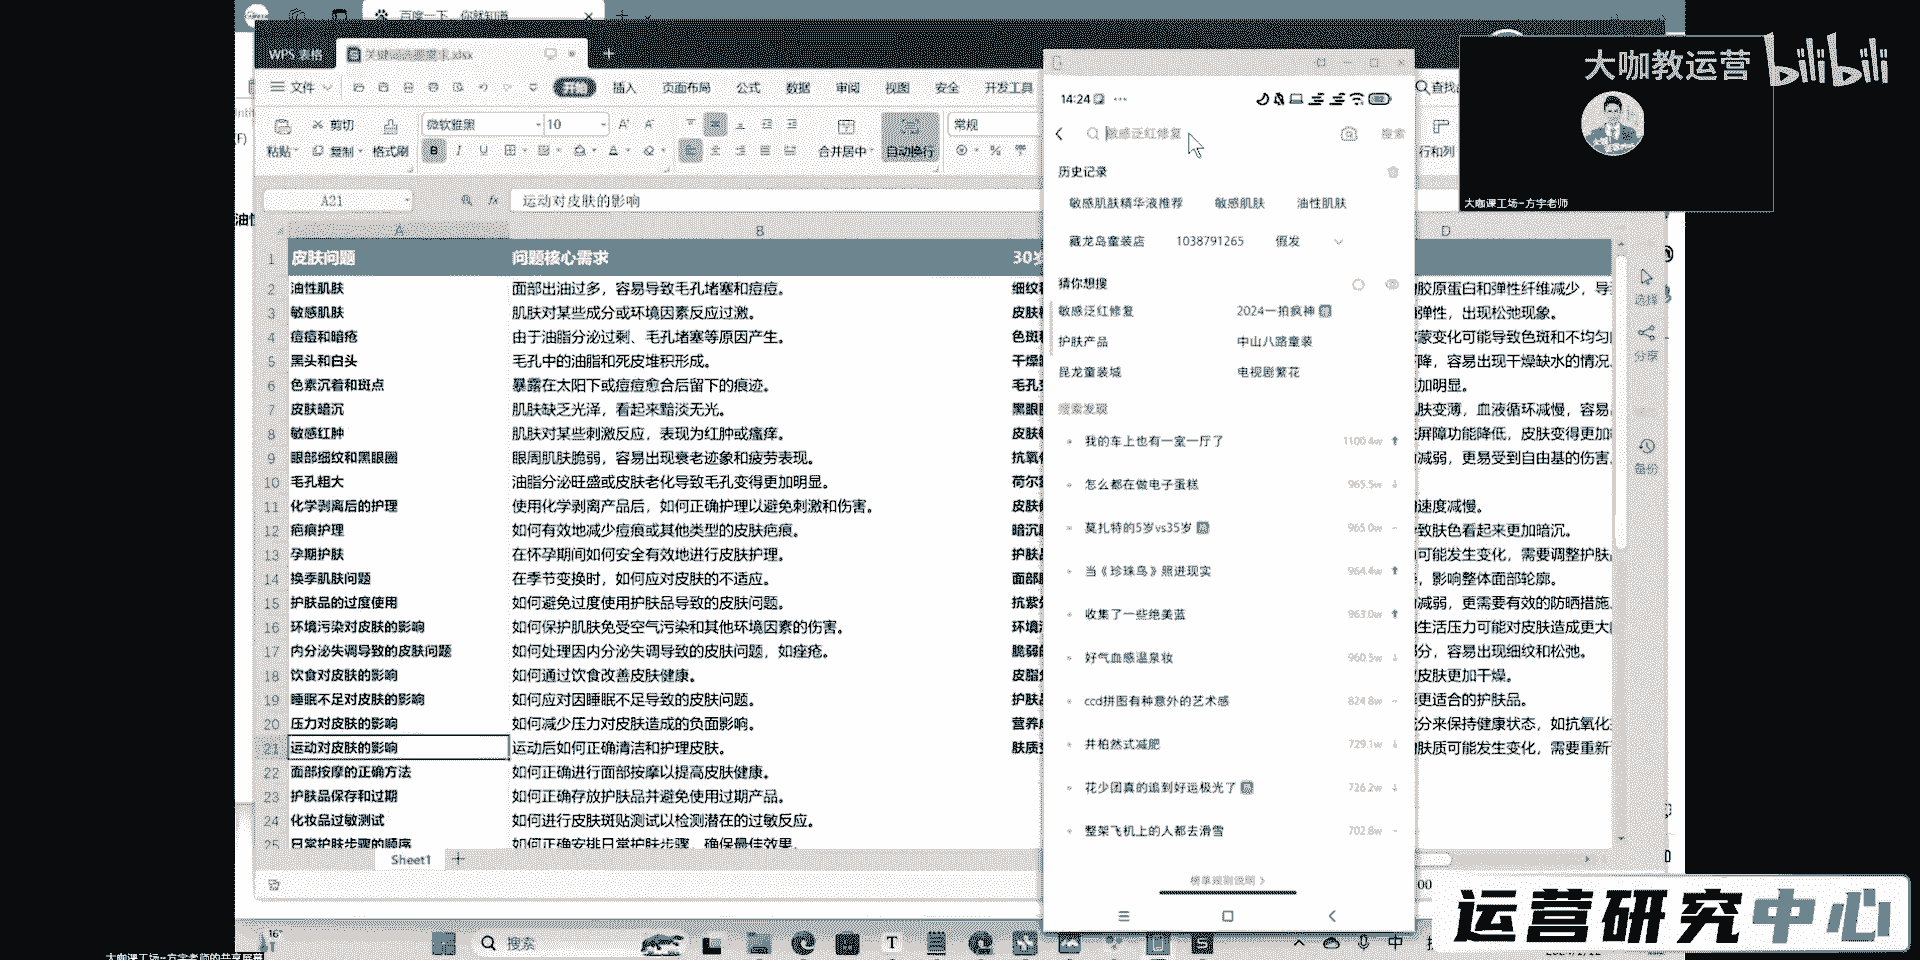 百度一下，你就知道
WPS 表格
关键词选题需求.xlsx
文件
开始
插入
页面布局
公式
数据
审阅
视图
安全
开发工具
查找
剪切
微软雅黑
10
常规
粘贴
复制
格式刷
B
I
U
合并居中
自动换行
行和列
A21
fx
运动对皮肤的影响
A
B
D
1 皮肤问题 问题核心需求 30岁
2 油性肌肤 面部出油过多，容易导致毛孔堵塞和痘痘。
3 敏感肌肤 肌肤对某些成分或环境因素反应过激。
4 痘痘和暗疮 由于油脂分泌过剩、毛孔堵塞等原因产生。
5 黑头和白头 毛孔中的油脂和死皮堆积形成。
6 色素沉着和斑点 暴露在太阳下或痘痘愈合后留下的痕迹。
7 皮肤暗沉 肌肤缺乏光泽，看起来黯淡无光。
8 敏感红肿 肌肤对某些刺激反应，表现为红肿或瘙痒。
9 眼部细纹和黑眼圈 眼周肌肤脆弱，容易出现衰老迹象和疲劳表现。
10 毛孔粗大 油脂分泌旺盛或皮肤老化导致毛孔变得更加明显。
11 化学剥离后的护理 使用化学剥离产品后，如何正确护理以避免刺激和伤害。
12 疤痕护理 如何有效地减少痘痕或其他类型的皮肤疤痕。
13 孕期护肤 在怀孕期间如何安全有效地进行皮肤护理。
14 换季肌肤问题 在季节变换时，如何应对皮肤的不适应。
15 护肤品的过度使用 如何避免过度使用护肤品导致的皮肤问题。
16 环境污染对皮肤的影响 如何保护肌肤免受空气污染和其他环境因素的伤害。
17 内分泌失调导致的皮肤问题 如何处理因内分泌失调导致的皮肤问题，如痤疮。
18 饮食对皮肤的影响 如何通过饮食改善皮肤健康。
19 睡眠不足对皮肤的影响 如何应对因睡眠不足导致的皮肤问题。
20 压力对皮肤的影响 如何减少压力对皮肤造成的负面影响。
21 运动对皮肤的影响 运动后如何正确清洁和护理皮肤。
22 面部按摩的正确方法 如何正确进行面部按摩以提高皮肤健康。
23 护肤品保存和过期 如何正确存放护肤品并避免使用过期产品。
24 化妆品过敏测试 如何进行皮肤斑贴测试以检测潜在的过敏反应。
25 日常护肤步骤的顺序 如何正确安排日常护肤步骤，确保最佳效果。
Sheet1
14:24
敏感泛红修复
搜索
历史记录
敏感肌肤精华液推荐 敏感肌肤 油性肌肤
藏龙岛童装店 1038791265 假发
猜你想搜
敏感泛红修复 2024一拍疯神
护肤产品 中山八路童装
昆龙童装城 电视剧繁花
搜索发现
我的车上也有一室一厅了 1100.4w
怎么都在做电子蛋糕 965.5w
莫扎特的5岁vs35岁 热 965.0w
当《珍珠鸟》照进现实 964.4w
收集了一些绝美蓝 963.0w
好气血感温泉妆 960.5w
ccd拼图有种意外的艺术感 824.8w
井柏然式减肥 729.1w
花少团真的追到好运极光了 726.2w
整架飞机上的人都去滑雪 702.8w
榜单规则说明
胶原蛋白和弹性纤维减少，导
弹性，出现松弛现象。
蒙变化可能导致色斑和不均匀
降，容易出现干燥缺水的情况、
加明显。
肤变薄，血液循环减慢，容易
屏障功能降低，皮肤变得更加
减弱，更易受到自由基的伤害、
速度减慢。
致肤色看起来更加暗沉。
可能发生变化，需要调整护肤
，影响整体面部轮廓。
减弱，更需要有效的防晒措施、
生活压力可能对皮肤造成更大
部分，容易出现细纹和松弛。
皮肤更加干燥。
更适合的护肤品。
分来保持健康状态，如抗氧化
肤质可能发生变化，需要重新
选择
分享
备份
大咖教运营
bilibili
大咖课工场-方宇老师
运营研究中心
16°
搜索
中
大咖课工场-方宇老师的共享屏幕